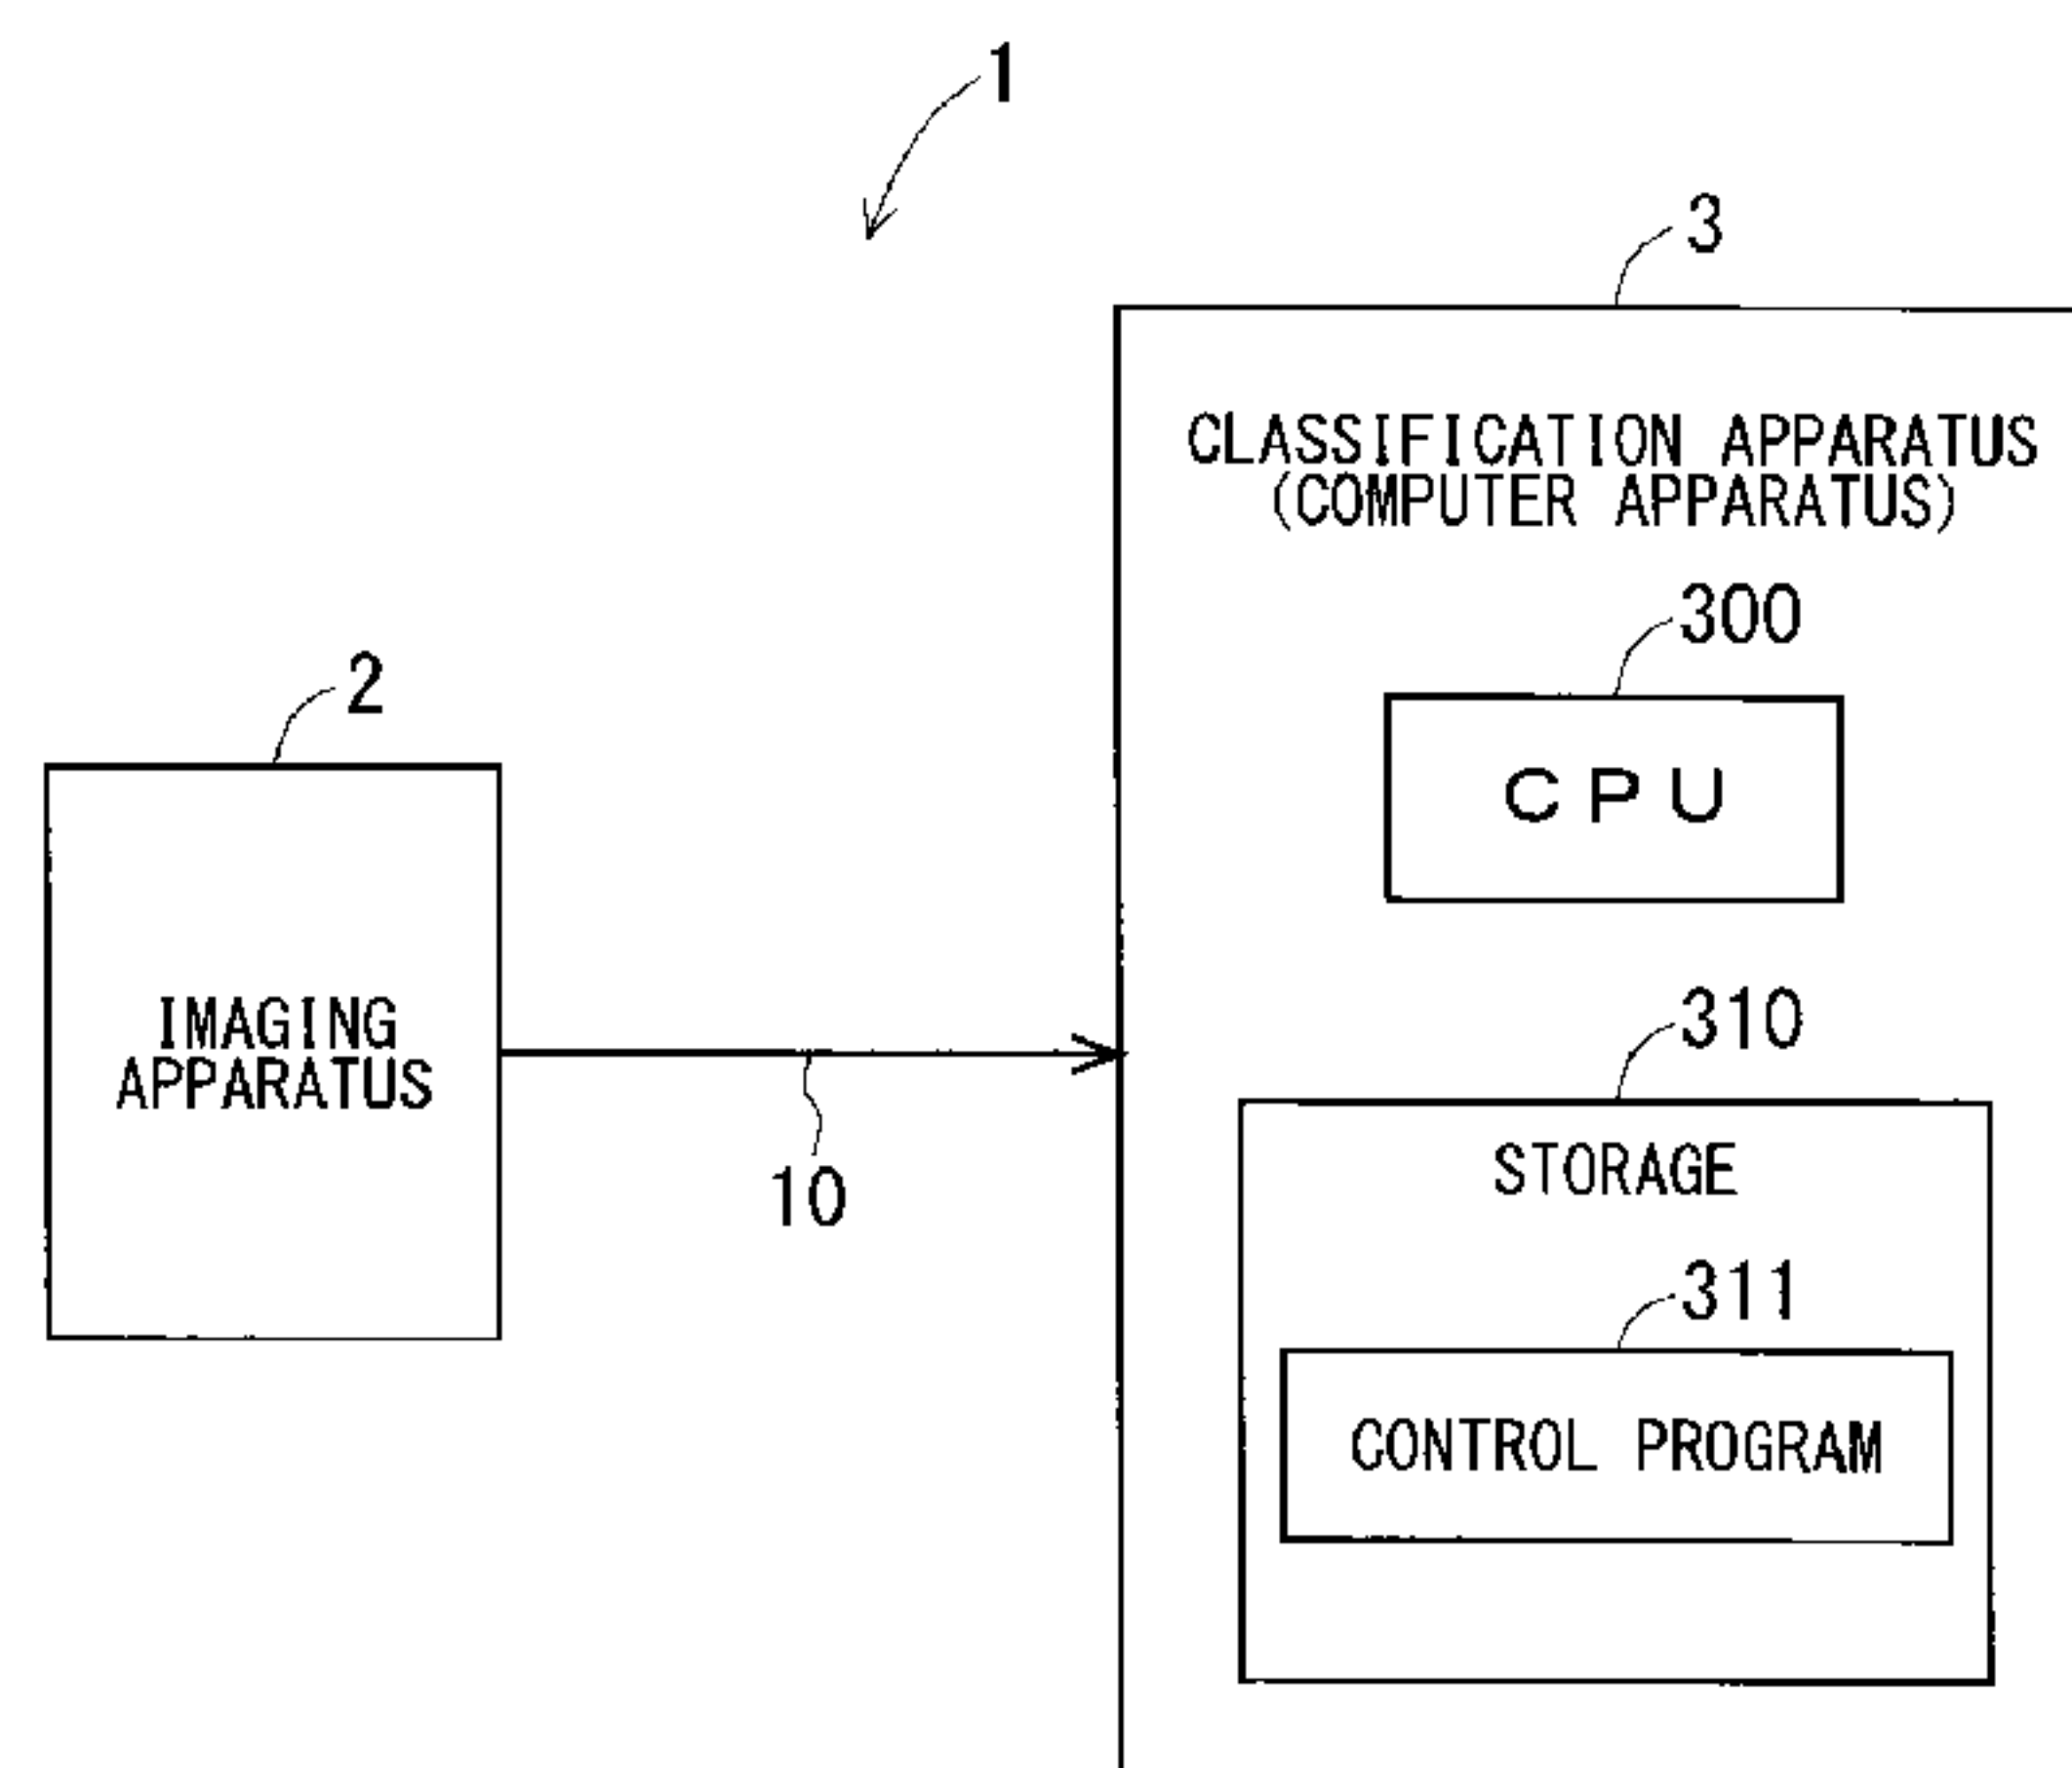 1
3
CLASSIFICATION APPARATUS
(COMPUTER APPARATUS)
300
CPU
2
IMAGING
APPARATUS
10
310
STORAGE
311
CONTROL PROGRAM